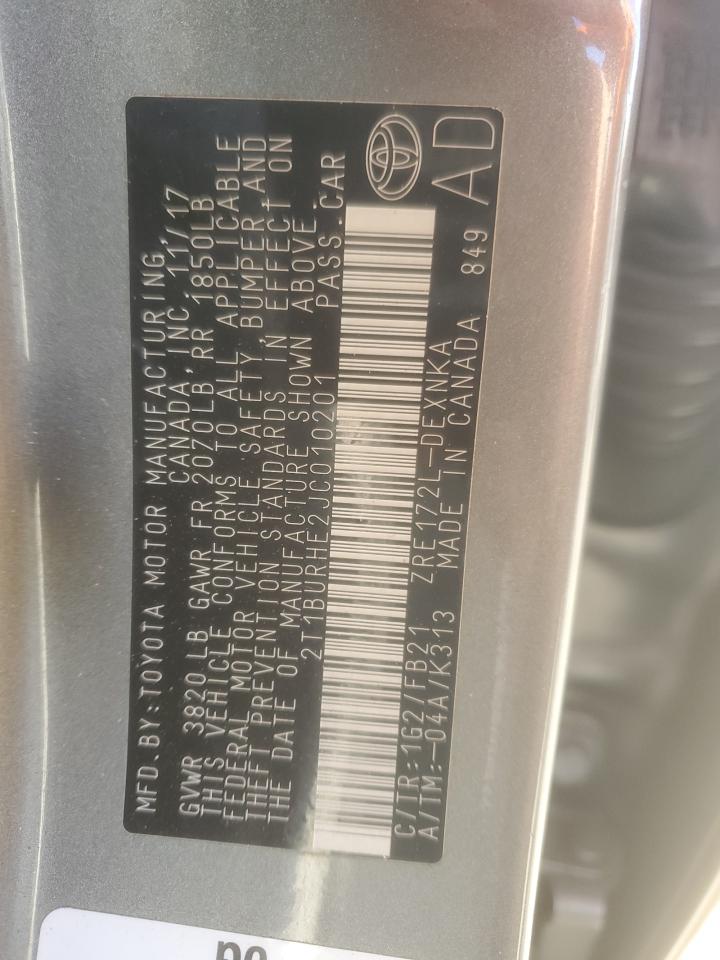 MFD. BY: TOYOTA MOTOR MANUFACTURING
CANADA, INC. 11/17
GVWR 3820LB GAWR FR 2070LB, RR 1850LB
THIS VEHICLE CONFORMS TO ALL APPLICABLE
FEDERAL MOTOR VEHICLE SAFETY, BUMPER, AND
THEFT PREVENTION STANDARDS IN EFFECT ON
THE DATE OF MANUFACTURE SHOWN ABOVE.
2T1BURHE2JC010201 PASS. CAR
C/TR: 1G2/FB21 ZRE172L-DEXNKA
A/TM: -04A/K313 MADE IN CANADA 849
AD